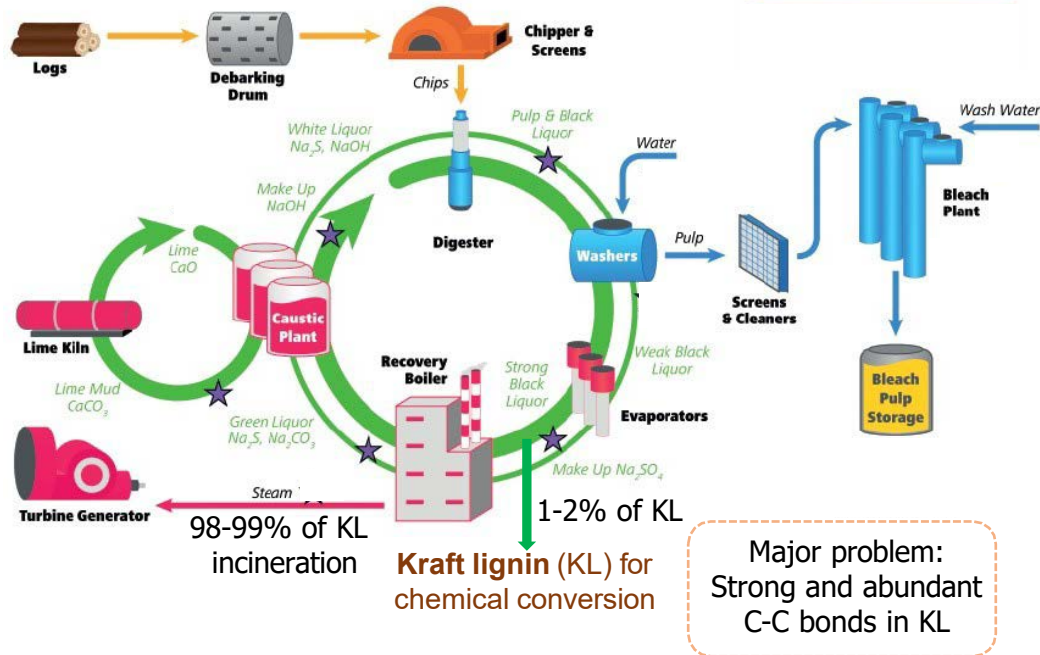 Logs
Debarking
Drum
Chipper &
Screens
Chips
White Liquor
Na₂S, NaOH
Pulp & Black
Liquor
Water
Wash Water
Make Up
NaOH
Bleach
Plant
Digester
Washers
Pulp
Lime
CaO
Caustic
Plant
Screens
& Cleaners
Lime Kiln
Recovery
Boiler
Strong
Black
Liquor
Weak Black
Liquor
Evaporators
Bleach
Pulp
Storage
Lime Mud
CaCO₃
Green Liquor
Na₂S, Na₂CO₃
Make Up Na₂SO₄
Turbine Generator
Steam
98-99% of KL
incineration
1-2% of KL
Kraft lignin (KL) for
chemical conversion
Major problem:
Strong and abundant
C-C bonds in KL